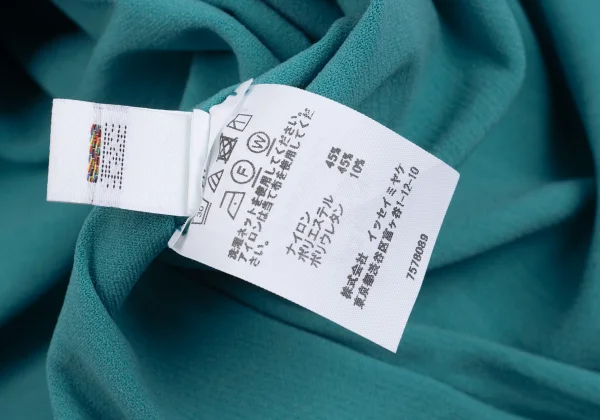 洗濯ネットを使用してください。
アイロンは当て布を使用してくだ
さい。
ナイロン 45%
ポリエステル 45%
ポリウレタン 10%
株式会社 イッセイミヤケ
東京都渋谷区富ヶ谷1-12-10
7578089